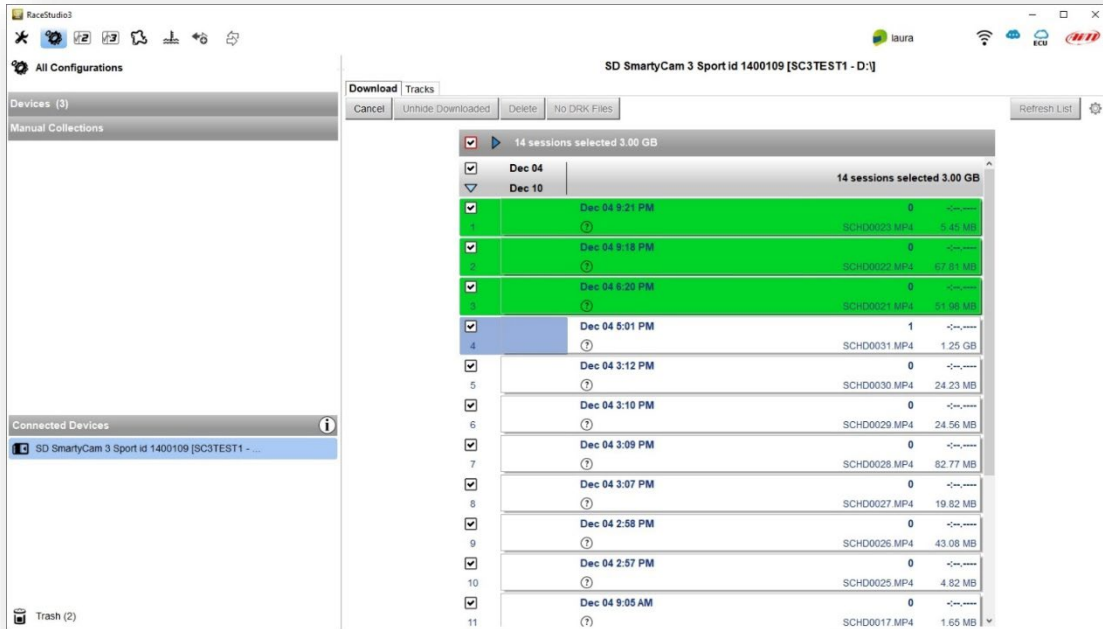 RaceStudio3
laura
ECU
AiM
All Configurations
Devices (3)
Manual Collections
Connected Devices
SD SmartyCam 3 Sport id 1400109 [SC3TEST1 - ...
Trash (2)
SD SmartyCam 3 Sport id 1400109 [SC3TEST1 - D:\]
Download Tracks
Cancel Unhide Downloaded Delete No DRK Files Refresh List
14 sessions selected 3.00 GB
Dec 04
14 sessions selected 3.00 GB
Dec 10
Dec 04 9:21 PM 0 -:--.----
1 ? SCHD0023.MP4 5.45 MB
Dec 04 9:18 PM 0 -:--.----
2 ? SCHD0022.MP4 67.81 MB
Dec 04 6:20 PM 0 -:--.----
3 ? SCHD0021.MP4 51.98 MB
Dec 04 5:01 PM 1 -:--.----
4 ? SCHD0031.MP4 1.25 GB
Dec 04 3:12 PM 0 -:--.----
5 ? SCHD0030.MP4 24.23 MB
Dec 04 3:10 PM 0 -:--.----
6 ? SCHD0029.MP4 24.56 MB
Dec 04 3:09 PM 0 -:--.----
7 ? SCHD0028.MP4 82.77 MB
Dec 04 3:07 PM 0 -:--.----
8 ? SCHD0027.MP4 19.82 MB
Dec 04 2:58 PM 0 -:--.----
9 ? SCHD0026.MP4 43.08 MB
Dec 04 2:57 PM 0 -:--.----
10 ? SCHD0025.MP4 4.82 MB
Dec 04 9:05 AM 0 -:--.----
11 ? SCHD0017.MP4 1.65 MB